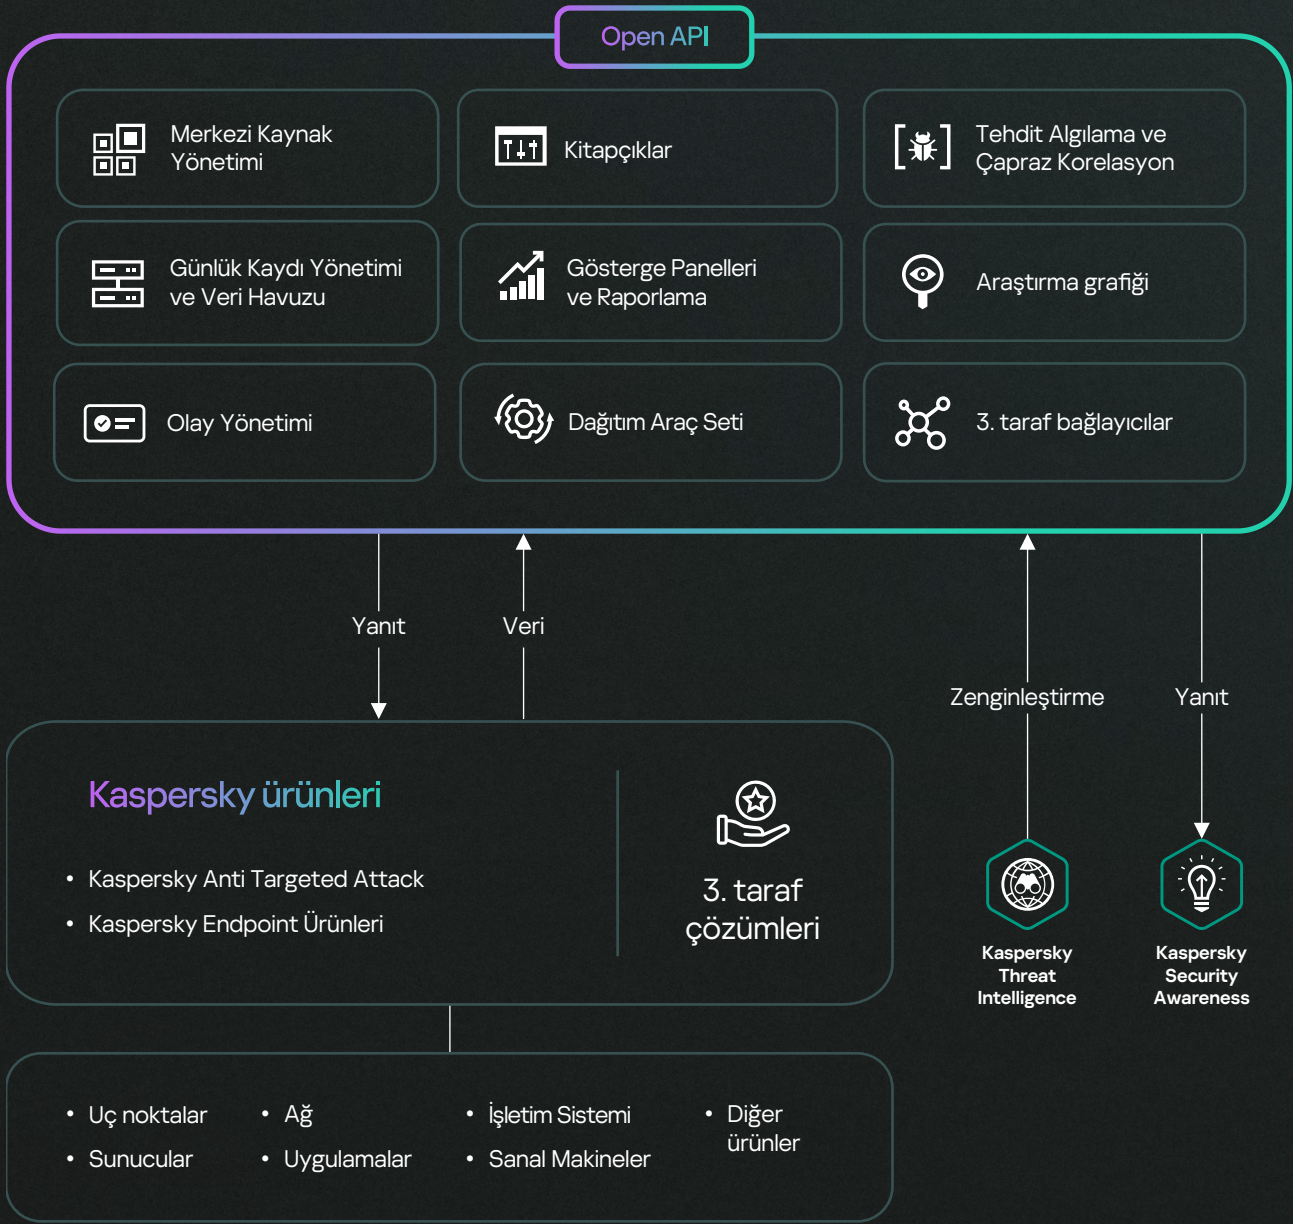 Open API
Merkezi Kaynak
Yönetimi
Kitapçıklar
Tehdit Algılama ve
Çapraz Korelasyon
Günlük Kaydı Yönetimi
ve Veri Havuzu
Gösterge Panelleri
ve Raporlama
Araştırma grafiği
Olay Yönetimi
Dağıtım Araç Seti
3. taraf bağlayıcılar
Yanıt
Veri
Zenginleştirme
Yanıt
Kaspersky ürünleri
• Kaspersky Anti Targeted Attack
• Kaspersky Endpoint Ürünleri
3. taraf
çözümleri
Kaspersky
Threat
Intelligence
Kaspersky
Security
Awareness
• Uç noktalar
• Sunucular
• Ağ
• Uygulamalar
• İşletim Sistemi
• Sanal Makineler
• Diğer
ürünler